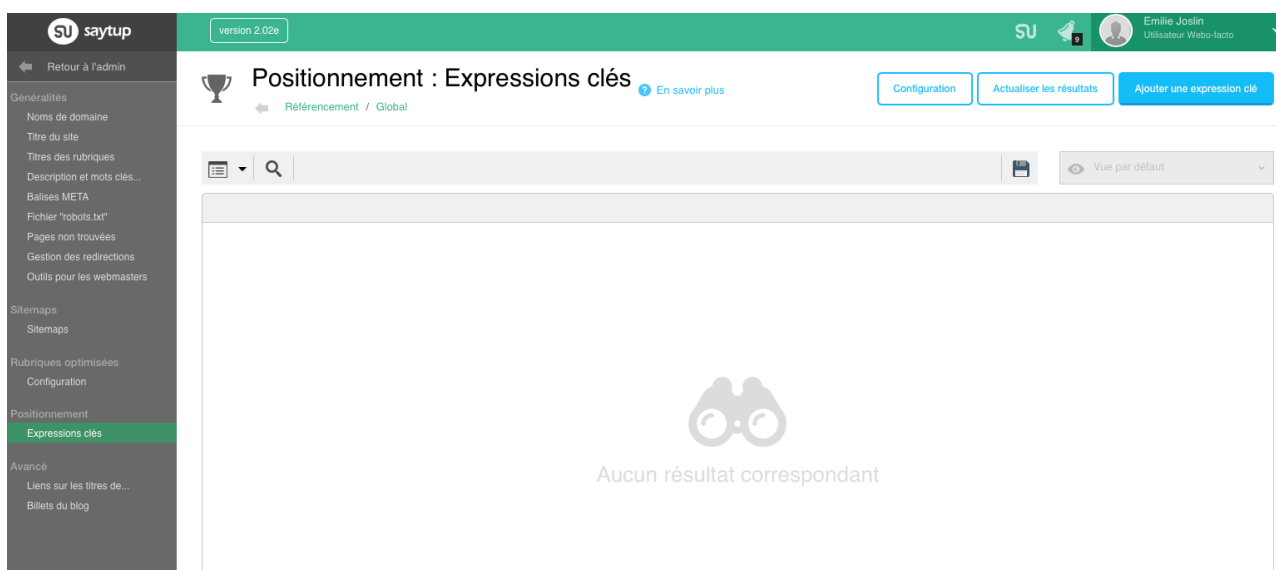 SU saytup
version 2.02e
SU
9
Emilie Joslin
Utilisateur Webo-facto
Retour à l'admin
Généralités
Noms de domaine
Titre du site
Titres des rubriques
Description et mots clés...
Balises META
Fichier "robots.txt"
Pages non trouvées
Gestion des redirections
Outils pour les webmasters
Sitemaps
Sitemaps
Rubriques optimisées
Configuration
Positionnement
Expressions clés
Avancé
Liens sur les titres de...
Billets du blog
Positionnement : Expressions clés
? En savoir plus
Référencement / Global
Configuration
Actualiser les résultats
Ajouter une expression clé
Vue par défaut
Aucun résultat correspondant